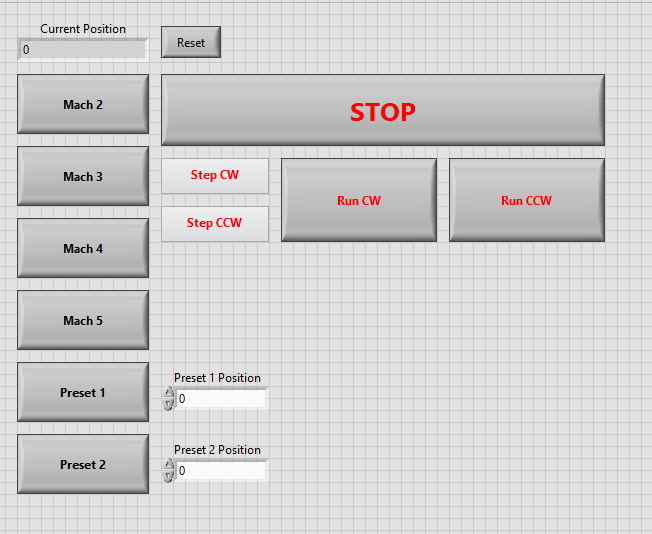 Current Position
0
Reset
Mach 2
STOP
Mach 3
Step CW
Run CW
Run CCW
Step CCW
Mach 4
Mach 5
Preset 1
Preset 1 Position
0
Preset 2
Preset 2 Position
0